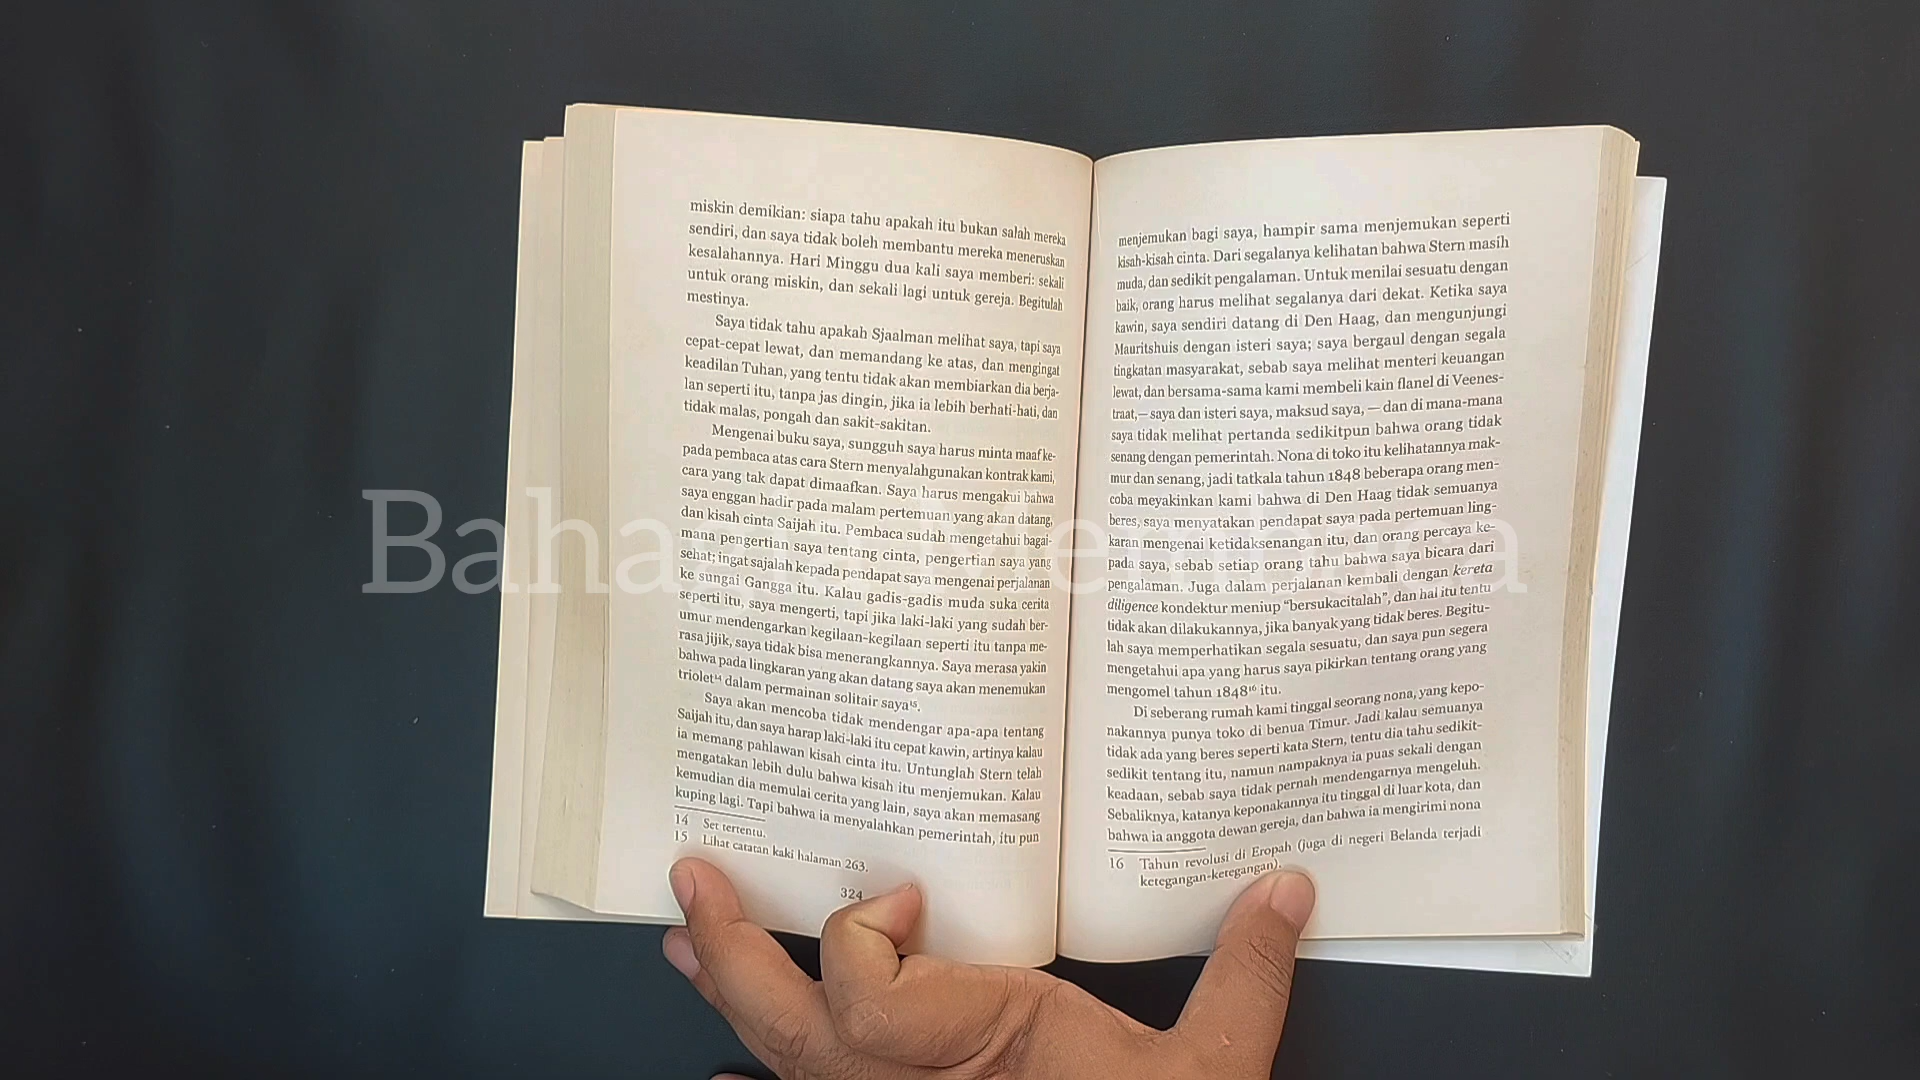 miskin demikian: siapa tahu apakah itu bukan salah mereka
sendiri, dan saya tidak boleh membantu mereka meneruskan
kesalahannya. Hari Minggu dua kali saya memberi: sekali
untuk orang miskin, dan sekali lagi untuk gereja. Begitulah
mestinya.
Saya tidak tahu apakah Sjaalman melihat saya, tapi saya
cepat-cepat lewat, dan memandang ke atas, dan mengingat
keadilan Tuhan, yang tentu tidak akan membiarkan dia berja-
lan seperti itu, tanpa jas dingin, jika ia lebih berhati-hati, dan
tidak malas, pongah dan sakit-sakitan.
Mengenai buku saya, sungguh saya harus minta maaf ke-
pada pembaca atas cara Stern menyalahgunakan kontrak kami,
cara yang tak dapat dimaafkan. Saya harus mengakui bahwa
saya enggan hadir pada malam pertemuan yang akan datang,
dan kisah cinta Saijah itu. Pembaca sudah mengetahui bagai-
mana pengertian saya tentang cinta, pengertian saya yang
sehat; ingat sajalah kepada pendapat saya mengenai perjalanan
ke sungai Gangga itu. Kalau gadis-gadis muda suka cerita
seperti itu, saya mengerti, tapi jika laki-laki yang sudah ber-
umur mendengarkan kegilaan-kegilaan seperti itu tanpa me-
rasa jijik, saya tidak bisa menerangkannya. Saya merasa yakin
bahwa pada lingkaran yang akan datang saya akan menemukan
triolet¹⁴ dalam permainan solitair saya¹⁵.
Saya akan mencoba tidak mendengar apa-apa tentang
Saijah itu, dan saya harap laki-laki itu cepat kawin, artinya kalau
ia memang pahlawan kisah cinta itu. Untunglah Stern telah
mengatakan lebih dulu bahwa kisah itu menjemukan. Kalau
kemudian dia memulai cerita yang lain, saya akan memasang
kuping lagi. Tapi bahwa ia menyalahkan pemerintah, itu pun
14 Set tertentu.
15 Lihat catatan kaki halaman 263.
324
menjemukan bagi saya, hampir sama menjemukan seperti
kisah-kisah cinta. Dari segalanya kelihatan bahwa Stern masih
muda, dan sedikit pengalaman. Untuk menilai sesuatu dengan
baik, orang harus melihat segalanya dari dekat. Ketika saya
kawin, saya sendiri datang di Den Haag, dan mengunjungi
Mauritshuis dengan isteri saya; saya bergaul dengan segala
tingkatan masyarakat, sebab saya melihat menteri keuangan
lewat, dan bersama-sama kami membeli kain flanel di Veenes-
traat,—saya dan isteri saya, maksud saya, — dan di mana-mana
saya tidak melihat pertanda sedikitpun bahwa orang tidak
senang dengan pemerintah. Nona di toko itu kelihatannya mak-
mur dan senang, jadi tatkala tahun 1848 beberapa orang men-
coba meyakinkan kami bahwa di Den Haag tidak semuanya
beres, saya menyatakan pendapat saya pada pertemuan ling-
karan mengenai ketidaksenangan itu, dan orang percaya ke-
pada saya, sebab setiap orang tahu bahwa saya bicara dari
pengalaman. Juga dalam perjalanan kembali dengan kereta
diligence kondektur meniup "bersukacitalah", dan hal itu tentu
tidak akan dilakukannya, jika banyak yang tidak beres. Begitu-
lah saya memperhatikan segala sesuatu, dan saya pun segera
mengetahui apa yang harus saya pikirkan tentang orang yang
mengomel tahun 1848¹⁶ itu.
Di seberang rumah kami tinggal seorang nona, yang kepo-
nakannya punya toko di benua Timur. Jadi kalau semuanya
tidak ada yang beres seperti kata Stern, tentu dia tahu sedikit-
sedikit tentang itu, namun nampaknya ia puas sekali dengan
keadaan, sebab saya tidak pernah mendengarnya mengeluh.
Sebaliknya, katanya keponakannya itu tinggal di luar kota, dan
bahwa ia anggota dewan gereja, dan bahwa ia mengirimi nona
16 Tahun revolusi di Eropah (juga di negeri Belanda terjadi
ketegangan-ketegangan).
Bahagia Membaca